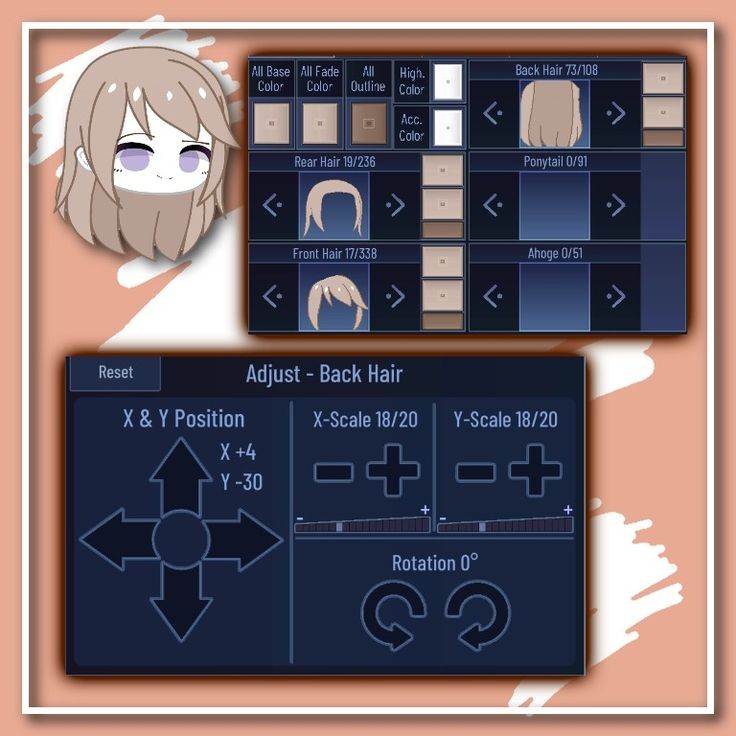 All Base
Color
All Fade
Color
All
Outline
High.
Color
Acc.
Color
Back Hair 73/108
Rear Hair 19/236
Ponytail 0/91
Front Hair 17/338
Ahoge 0/51
Reset
Adjust - Back Hair
X & Y Position
X +4
Y -30
X-Scale 18/20
- +
Y-Scale 18/20
- +
Rotation 0°